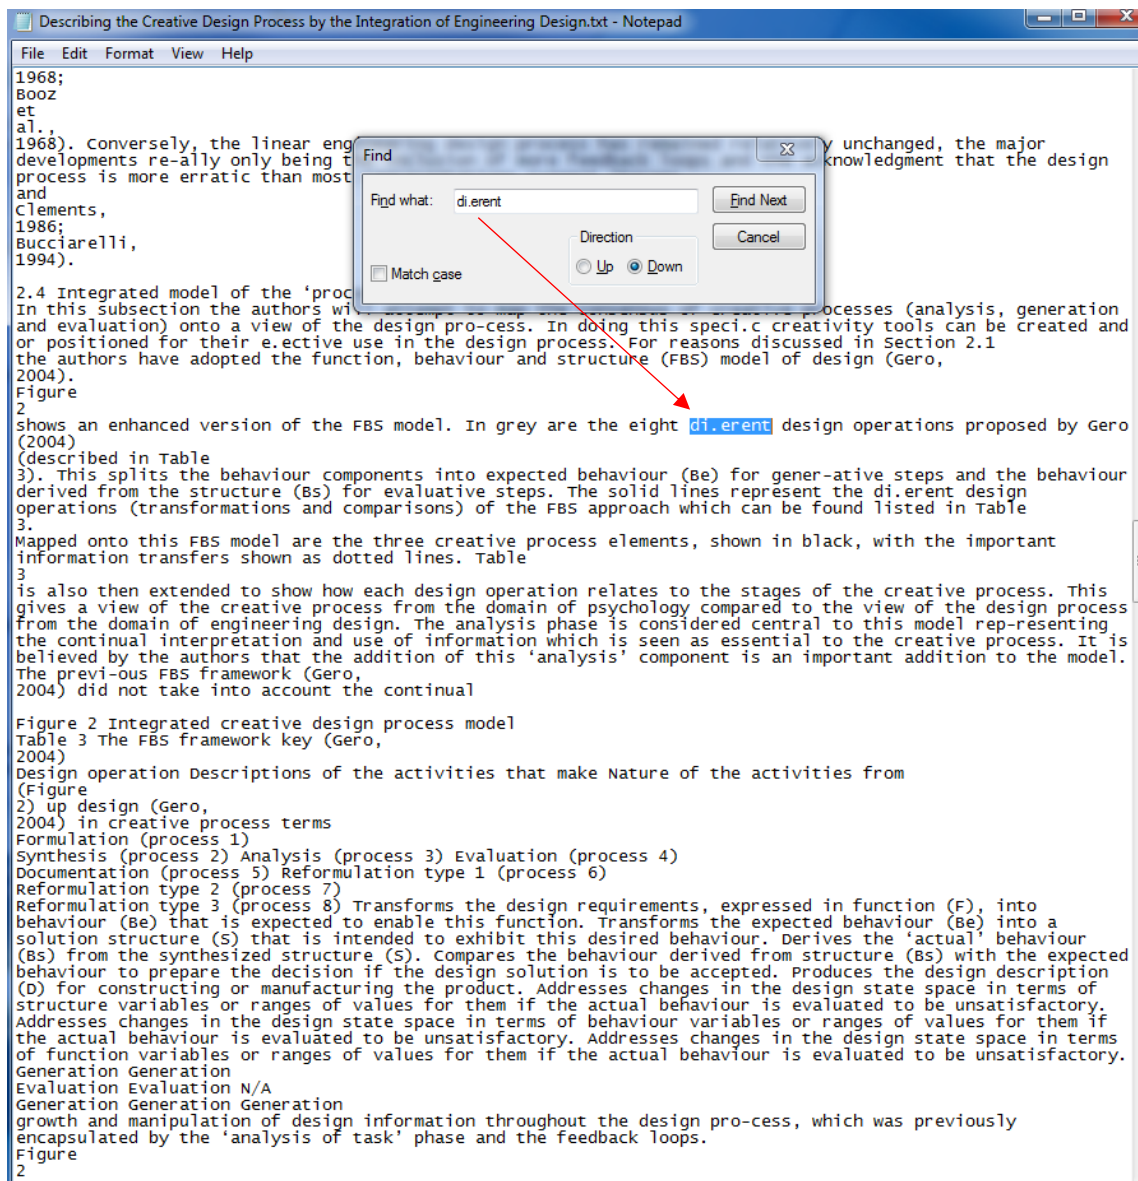 Describing the Creative Design Process by the Integration of Engineering Design.txt - Notepad
File Edit Format View Help
1968;
Booz
et
al.,
1968). Conversely, the linear eng y unchanged, the major
developments re-ally only being t knowledgment that the design
process is more erratic than most
and
Clements,
1986;
Bucciarelli,
1994).
Find
Find what: di.erent Find Next
Direction Cancel
Match case Up Down
2.4 Integrated model of the ‘proc
In this subsection the authors wi processes (analysis, generation
and evaluation) onto a view of the design pro-cess. In doing this speci.c creativity tools can be created and
or positioned for their e.ective use in the design process. For reasons discussed in Section 2.1
the authors have adopted the function, behaviour and structure (FBS) model of design (Gero,
2004).
Figure
2
shows an enhanced version of the FBS model. In grey are the eight di.erent design operations proposed by Gero
(2004)
(described in Table
3). This splits the behaviour components into expected behaviour (Be) for gener-ative steps and the behaviour
derived from the structure (Bs) for evaluative steps. The solid lines represent the di.erent design
operations (transformations and comparisons) of the FBS approach which can be found listed in Table
3.
Mapped onto this FBS model are the three creative process elements, shown in black, with the important
information transfers shown as dotted lines. Table
3
is also then extended to show how each design operation relates to the stages of the creative process. This
gives a view of the creative process from the domain of psychology compared to the view of the design process
from the domain of engineering design. The analysis phase is considered central to this model rep-resenting
the continual interpretation and use of information which is seen as essential to the creative process. It is
believed by the authors that the addition of this ‘analysis’ component is an important addition to the model.
The previ-ous FBS framework (Gero,
2004) did not take into account the continual
Figure 2 Integrated creative design process model
Table 3 The FBS framework key (Gero,
2004)
Design operation Descriptions of the activities that make Nature of the activities from
(Figure
2) up design (Gero,
2004) in creative process terms
Formulation (process 1)
Synthesis (process 2) Analysis (process 3) Evaluation (process 4)
Documentation (process 5) Reformulation type 1 (process 6)
Reformulation type 2 (process 7)
Reformulation type 3 (process 8) Transforms the design requirements, expressed in function (F), into
behaviour (Be) that is expected to enable this function. Transforms the expected behaviour (Be) into a
solution structure (S) that is intended to exhibit this desired behaviour. Derives the ‘actual’ behaviour
(Bs) from the synthesized structure (S). Compares the behaviour derived from structure (Bs) with the expected
behaviour to prepare the decision if the design solution is to be accepted. Produces the design description
(D) for constructing or manufacturing the product. Addresses changes in the design state space in terms of
structure variables or ranges of values for them if the actual behaviour is evaluated to be unsatisfactory.
Addresses changes in the design state space in terms of behaviour variables or ranges of values for them if
the actual behaviour is evaluated to be unsatisfactory. Addresses changes in the design state space in terms
of function variables or ranges of values for them if the actual behaviour is evaluated to be unsatisfactory.
Generation Generation
Evaluation Evaluation N/A
Generation Generation Generation
growth and manipulation of design information throughout the design pro-cess, which was previously
encapsulated by the ‘analysis of task’ phase and the feedback loops.
Figure
2